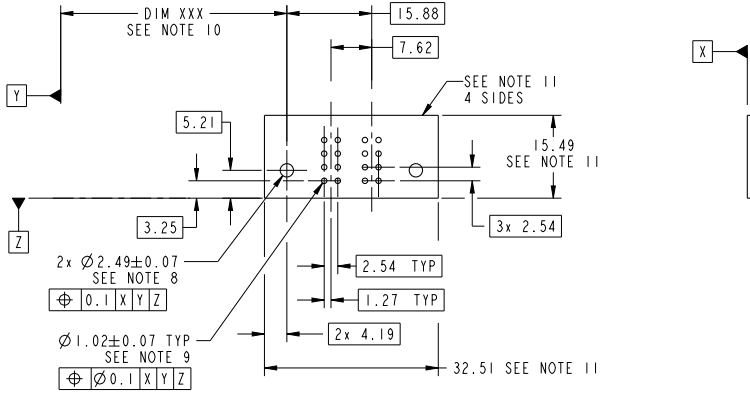 DIM XXX
SEE NOTE 10
15.88
7.62
X
Y
SEE NOTE 11
4 SIDES
5.21
15.49
SEE NOTE 11
Z
3.25
3x 2.54
2x Ø2.49±0.07
SEE NOTE 8
⌖ 0.1 X Y Z
2.54 TYP
1.27 TYP
Ø1.02±0.07 TYP
SEE NOTE 9
⌖ Ø0.1 X Y Z
2x 4.19
32.51 SEE NOTE 11